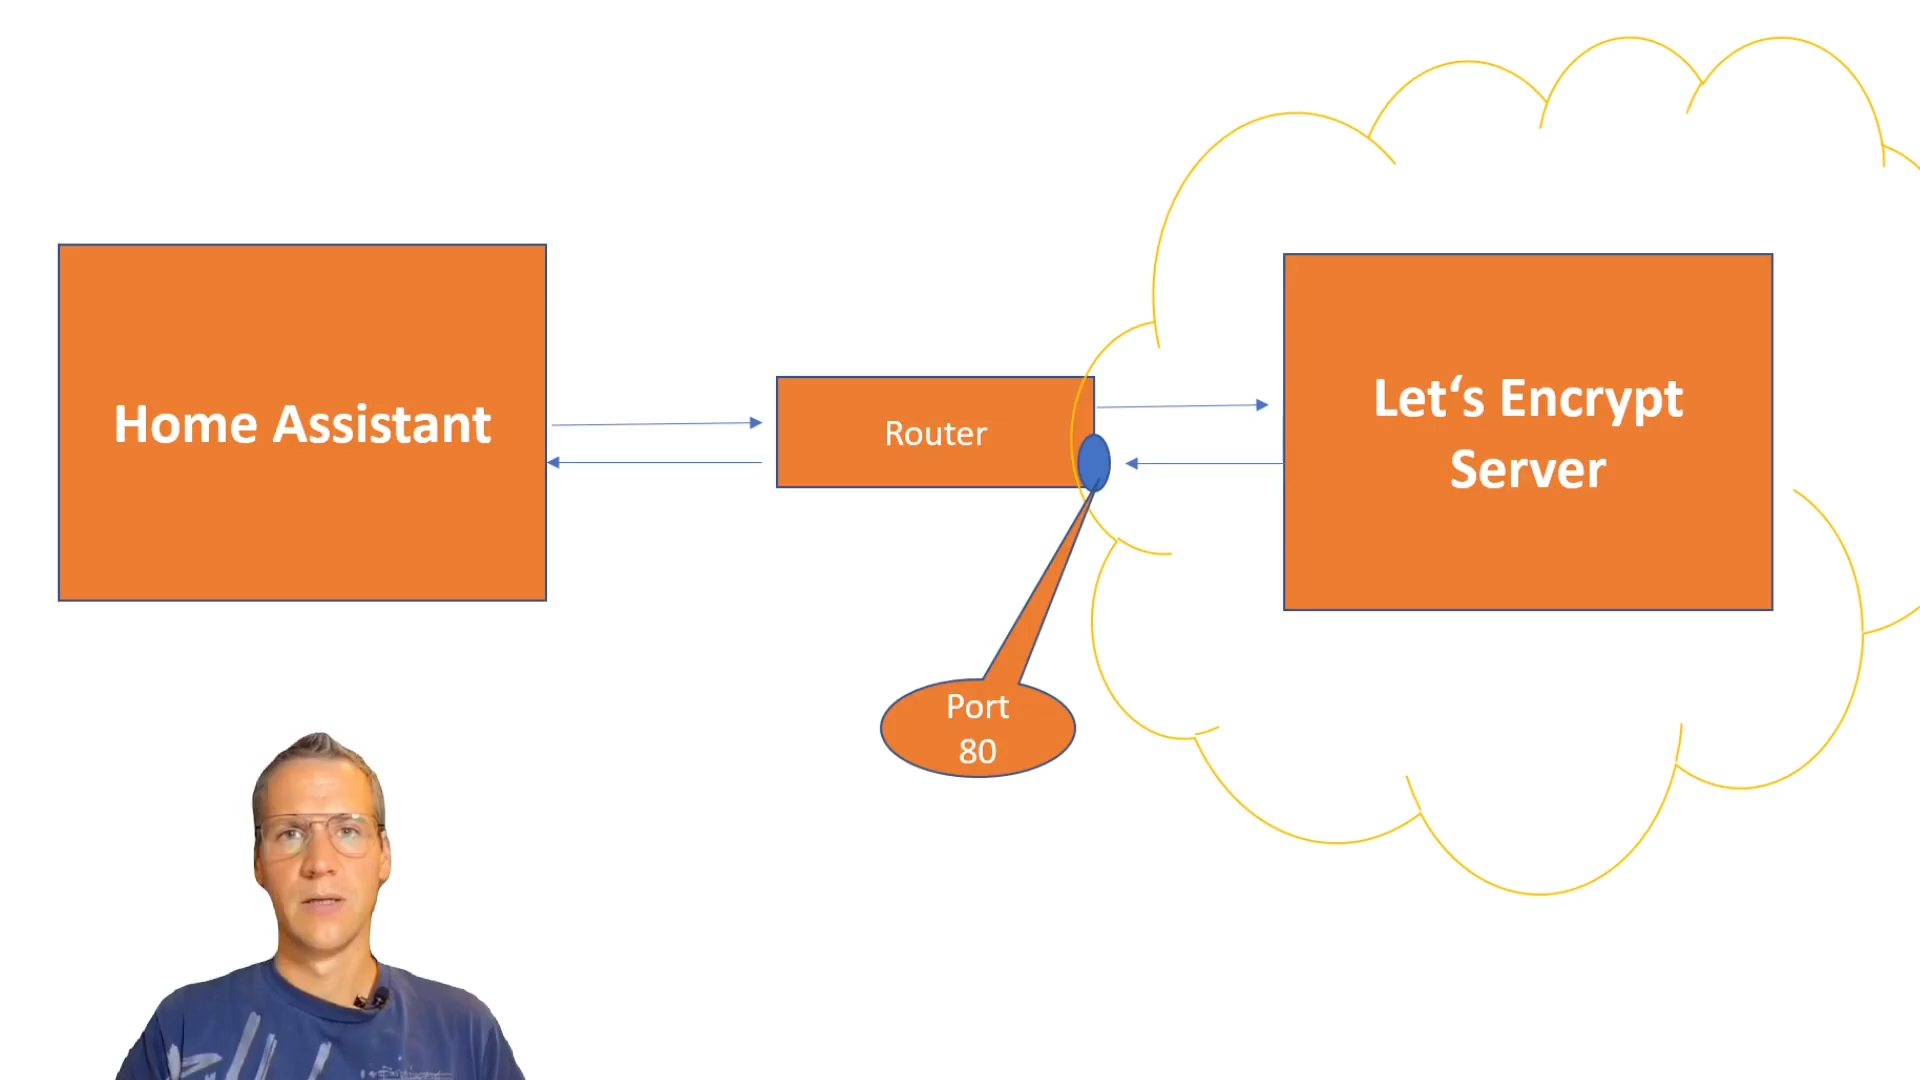 Home Assistant
Router
Let‘s Encrypt
Server
Port
80